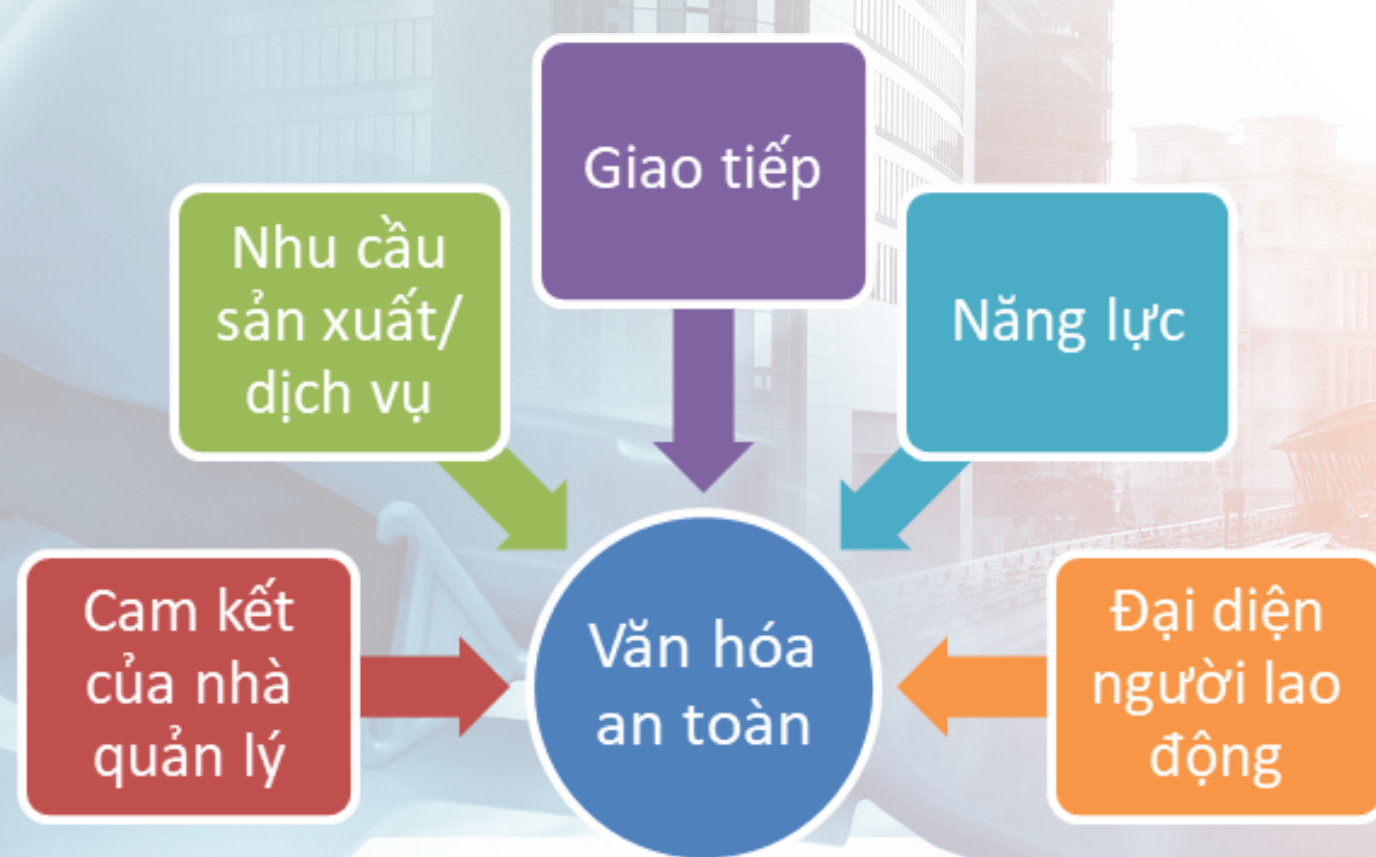 Giao tiếp
Nhu cầu
sản xuất/
dịch vụ
Năng lực
Cam kết
của nhà
quản lý
Văn hóa
an toàn
Đại diện
người lao
động